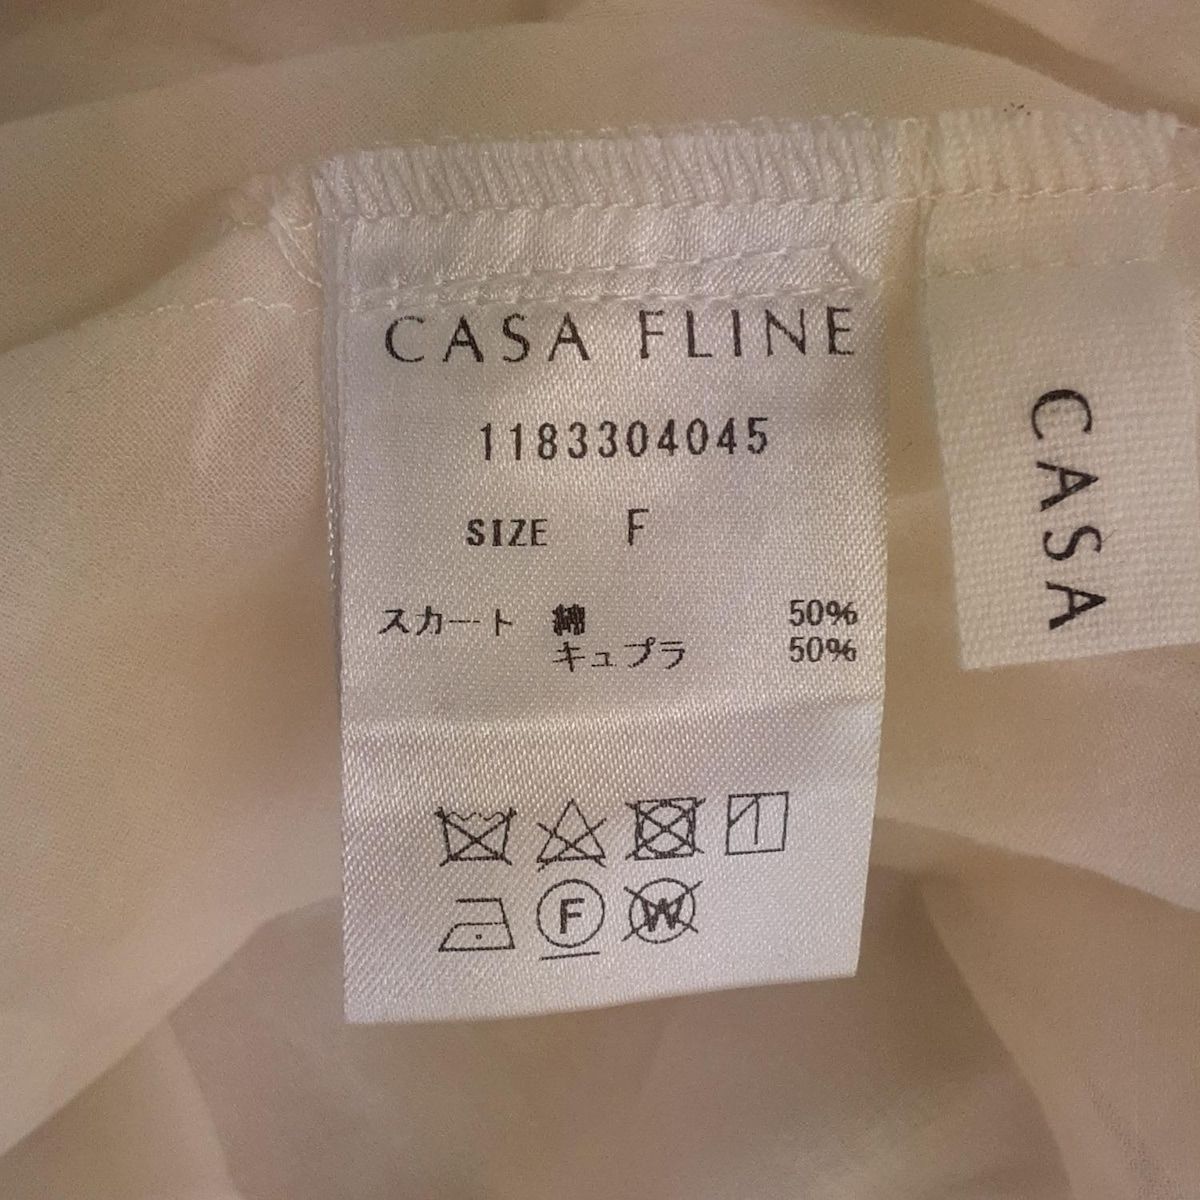 CASA FLINE
1183304045
SIZE F
スカート 綿 50%
キュプラ 50%
F
W
CASA